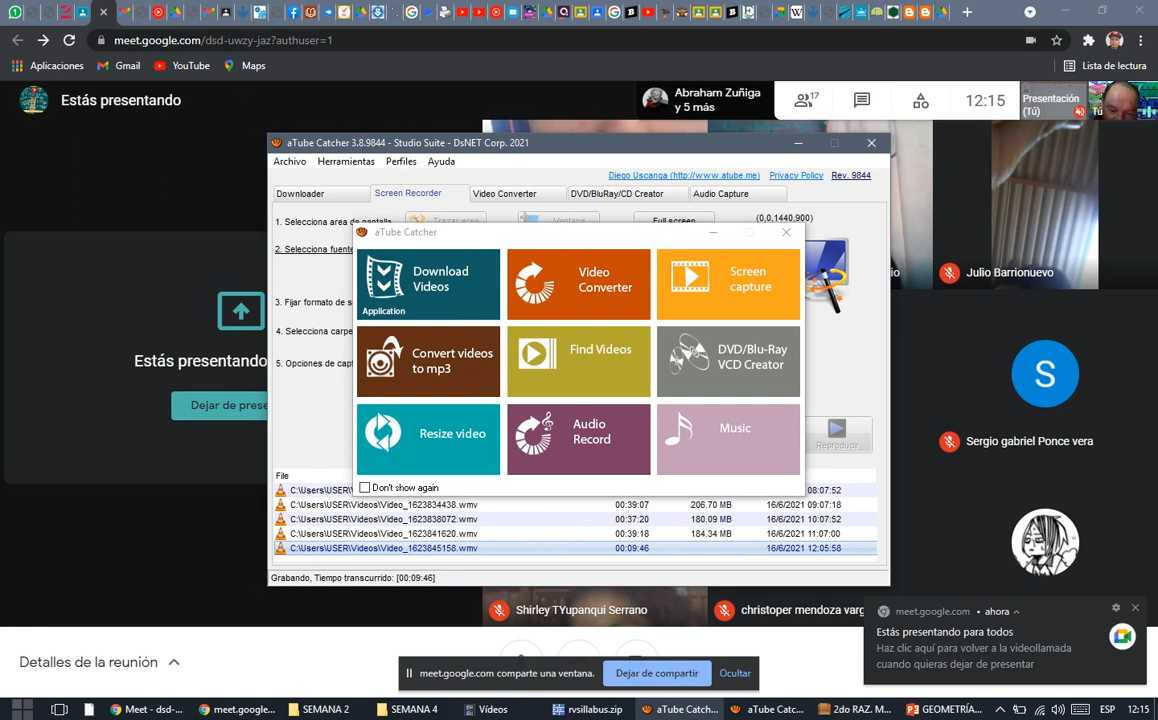 meet.google.com/dsd-uwzy-jaz?authuser=1
Aplicaciones Gmail YouTube Maps Lista de lectura
Estás presentando
Abraham Zuñiga
y 5 más
17
12:15
Presentación
(Tú)
Tú
aTube Catcher 3.8.9844 - Studio Suite - DsNET Corp. 2021
Archivo Herramientas Perfiles Ayuda
Diego Uscanga (http://www.atube.me) Privacy Policy Rev. 9844
Downloader Screen Recorder Video Converter DVD/BluRay/CD Creator Audio Capture
1. Selecciona area de pantalla Trazar area Ventana Full screen (0,0,1440,900)
2. Selecciona fuente
3. Fijar formato de s
4. Selecciona carpe
5. Opciones de capt
aTube Catcher
Download
Videos
Application
Video
Converter
Screen
capture
Convert videos
to mp3
Find Videos
DVD/Blu-Ray
VCD Creator
Resize video
Audio
Record
Music
Don't show again
Reproducir
File
C:\Users\USER\ 08:07:52
C:\Users\USER\Videos\Video_1623834438.wmv 00:39:07 206.70 MB 16/6/2021 09:07:18
C:\Users\USER\Videos\Video_1623838072.wmv 00:37:20 180.09 MB 16/6/2021 10:07:52
C:\Users\USER\Videos\Video_1623841620.wmv 00:39:18 184.34 MB 16/6/2021 11:07:00
C:\Users\USER\Videos\Video_1623845158.wmv 00:09:46 16/6/2021 12:05:58
Grabando, Tiempo transcurrido: [00:09:46]
Estás presentando
Dejar de prese
io
Julio Barrionuevo
S
Sergio gabriel Ponce vera
Shirley TYupanqui Serrano
christoper mendoza varg
meet.google.com • ahora
Estás presentando para todos
Haz clic aquí para volver a la videollamada
cuando quieras dejar de presentar
Detalles de la reunión
meet.google.com comparte una ventana. Dejar de compartir Ocultar
Meet - dsd-... meet.google... SEMANA 2 SEMANA 4 Vídeos rvsillabus.zip aTube Catch... aTube Catc... 2do RAZ. M... GEOMETRÍA... ESP 12:15